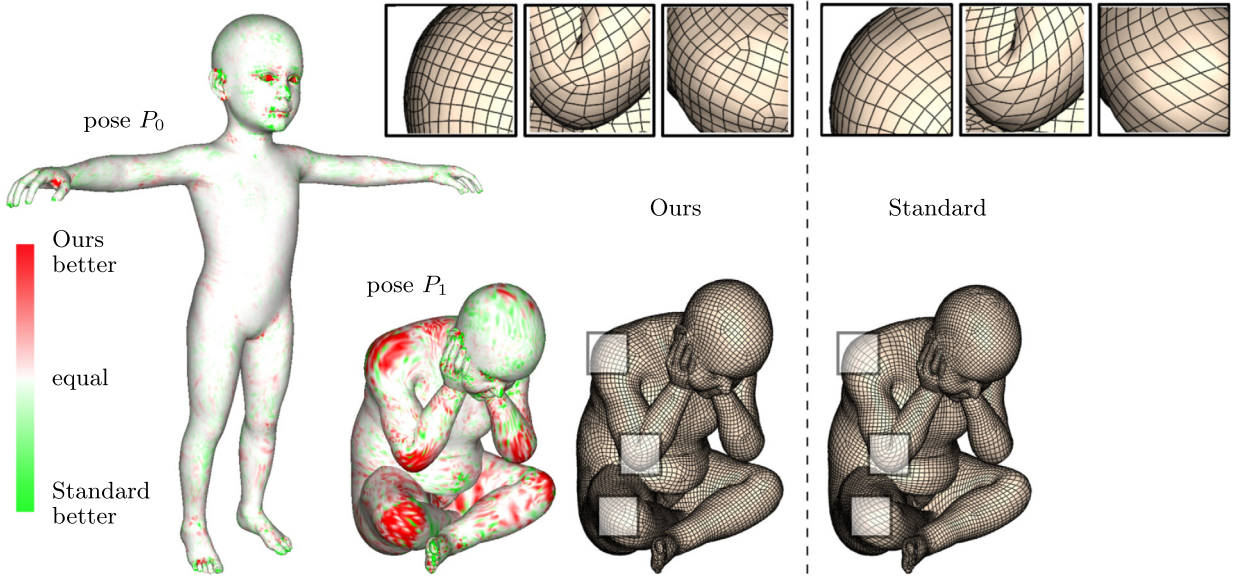 pose P₀
Ours
better
equal
Standard
better
pose P₁
Ours
Standard